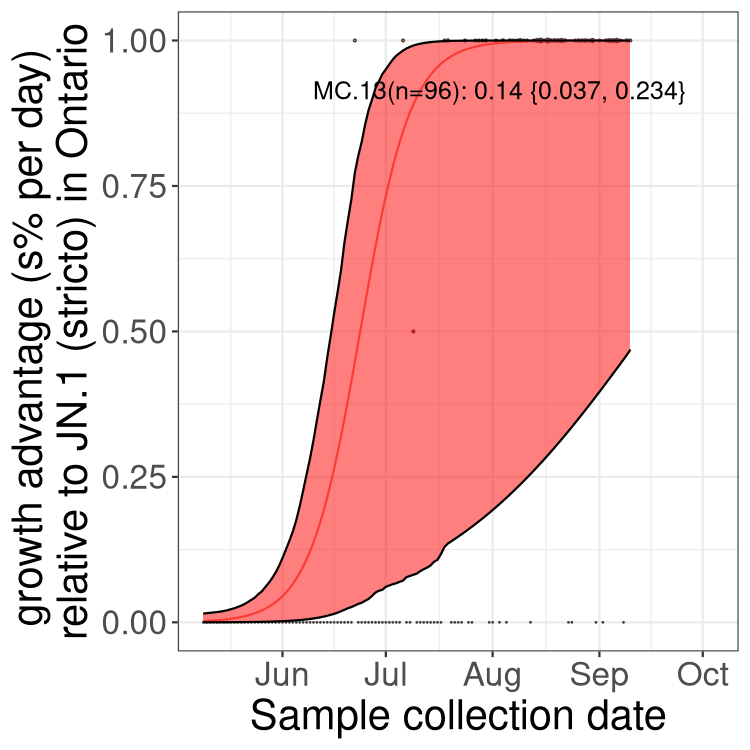 growth advantage (s% per day)
relative to JN.1 (stricto) in Ontario
1.00
0.75
0.50
0.25
0.00
MC.13(n=96): 0.14 {0.037, 0.234}
Jun Jul Aug Sep Oct
Sample collection date